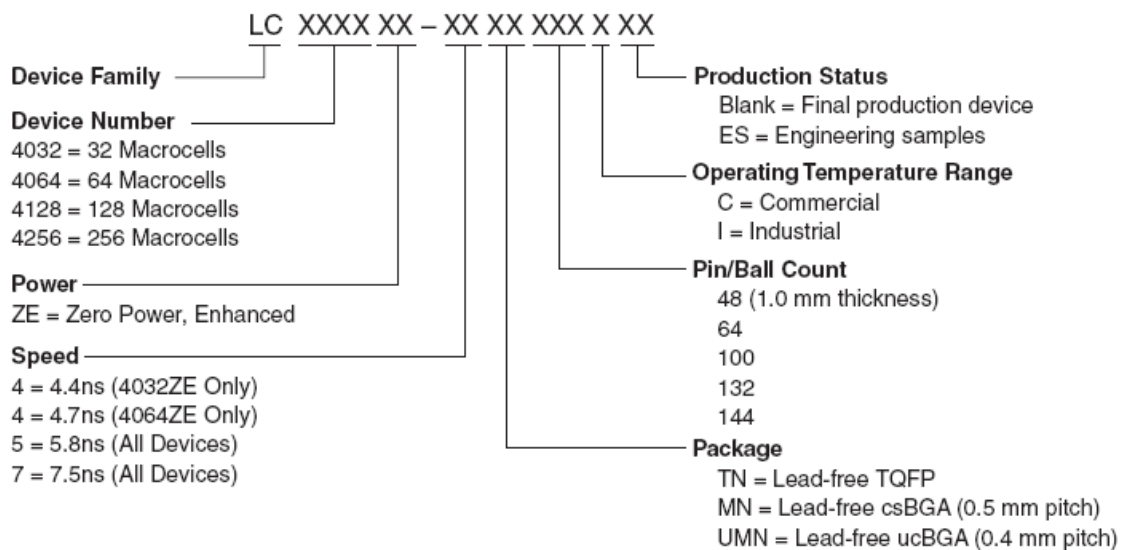 LC XXXX XX – XX XX XXX X XX
Device Family
Device Number
4032 = 32 Macrocells
4064 = 64 Macrocells
4128 = 128 Macrocells
4256 = 256 Macrocells
Power
ZE = Zero Power, Enhanced
Speed
4 = 4.4ns (4032ZE Only)
4 = 4.7ns (4064ZE Only)
5 = 5.8ns (All Devices)
7 = 7.5ns (All Devices)
Production Status
Blank = Final production device
ES = Engineering samples
Operating Temperature Range
C = Commercial
I = Industrial
Pin/Ball Count
48 (1.0 mm thickness)
64
100
132
144
Package
TN = Lead-free TQFP
MN = Lead-free csBGA (0.5 mm pitch)
UMN = Lead-free ucBGA (0.4 mm pitch)